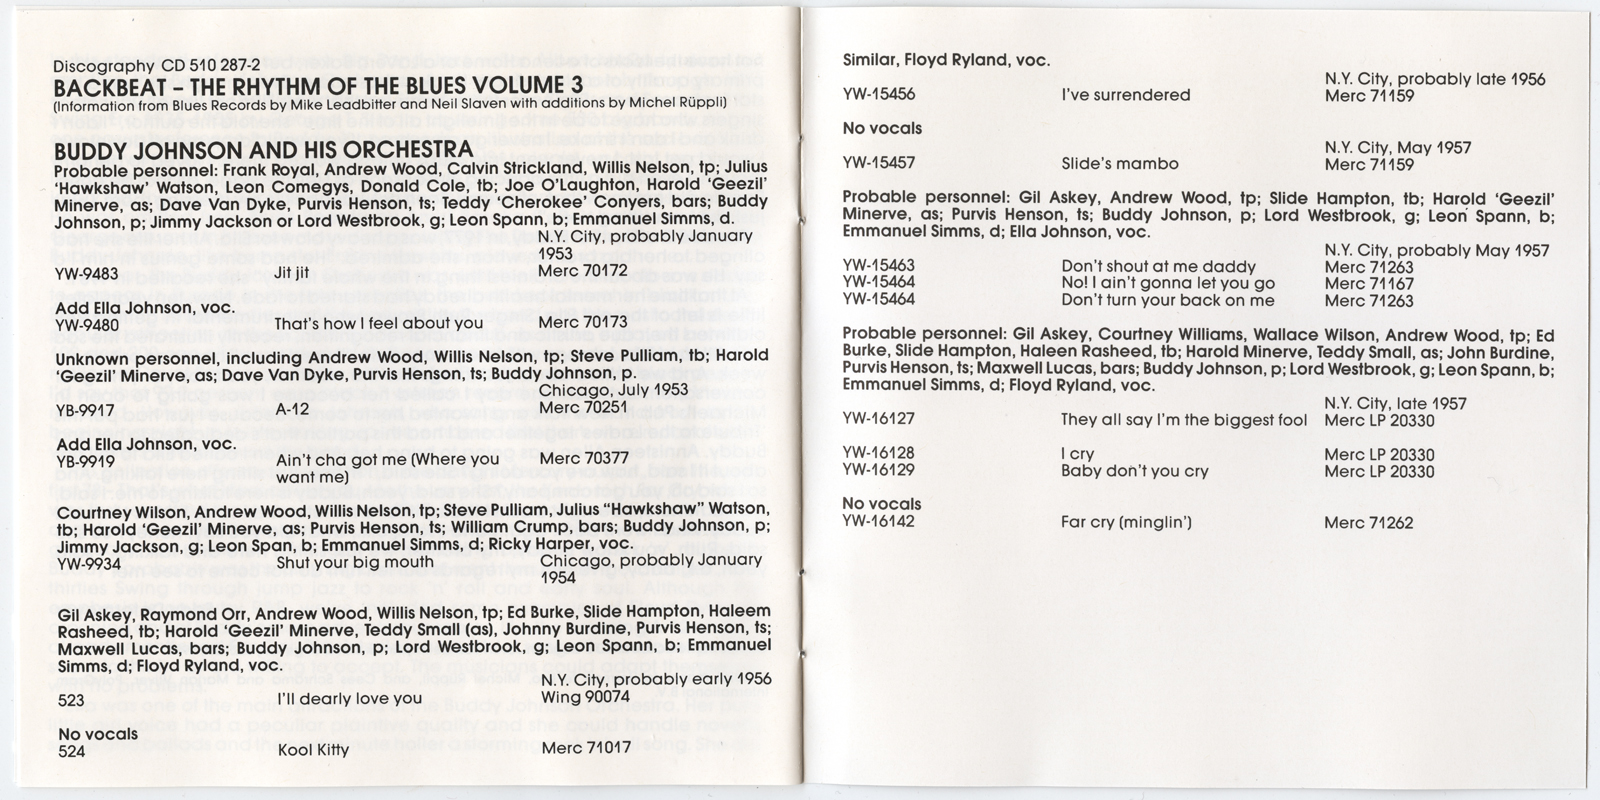 Discography CD 510 287-2
BACKBEAT – THE RHYTHM OF THE BLUES VOLUME 3
(Information from Blues Records by Mike Leadbitter and Neil Slaven with additions by Michel Rüppli)
BUDDY JOHNSON AND HIS ORCHESTRA
Probable personnel: Frank Royal, Andrew Wood, Calvin Strickland, Willis Nelson, tp; Julius
‘Hawkshaw’ Watson, Leon Comegys, Donald Cole, tb; Joe O’Laughton, Harold ‘Geezil’
Minerve, as; Dave Van Dyke, Purvis Henson, ts; Teddy ‘Cherokee’ Conyers, bars; Buddy
Johnson, p; Jimmy Jackson or Lord Westbrook, g; Leon Spann, b; Emmanuel Simms, d.
N.Y. City, probably January
1953
YW-9483 Jit jit Merc 70172
Add Ella Johnson, voc.
YW-9480 That’s how I feel about you Merc 70173
Unknown personnel, including Andrew Wood, Willis Nelson, tp; Steve Pulliam, tb; Harold
‘Geezil’ Minerve, as; Dave Van Dyke, Purvis Henson, ts; Buddy Johnson, p.
Chicago, July 1953
YB-9917 A-12 Merc 70251
Add Ella Johnson, voc.
YB-9919 Ain’t cha got me (Where you Merc 70377
want me)
Courtney Wilson, Andrew Wood, Willis Nelson, tp; Steve Pulliam, Julius “Hawkshaw” Watson,
tb; Harold ‘Geezil’ Minerve, as; Purvis Henson, ts; William Crump, bars; Buddy Johnson, p;
Jimmy Jackson, g; Leon Span, b; Emmanuel Simms, d; Ricky Harper, voc.
YW-9934 Shut your big mouth Chicago, probably January
1954
Gil Askey, Raymond Orr, Andrew Wood, Willis Nelson, tp; Ed Burke, Slide Hampton, Haleem
Rasheed, tb; Harold ‘Geezil’ Minerve, Teddy Small (as), Johnny Burdine, Purvis Henson, ts;
Maxwell Lucas, bars; Buddy Johnson, p; Lord Westbrook, g; Leon Spann, b; Emmanuel
Simms, d; Floyd Ryland, voc.
N.Y. City, probably early 1956
523 I’ll dearly love you Wing 90074
No vocals
524 Kool Kitty Merc 71017
Similar, Floyd Ryland, voc.
N.Y. City, probably late 1956
YW-15456 I’ve surrendered Merc 71159
No vocals
N.Y. City, May 1957
YW-15457 Slide’s mambo Merc 71159
Probable personnel: Gil Askey, Andrew Wood, tp; Slide Hampton, tb; Harold ‘Geezil’
Minerve, as; Purvis Henson, ts; Buddy Johnson, p; Lord Westbrook, g; Leon Spann, b;
Emmanuel Simms, d; Ella Johnson, voc.
N.Y. City, probably May 1957
YW-15463 Don’t shout at me daddy Merc 71263
YW-15464 No! I ain’t gonna let you go Merc 71167
YW-15464 Don’t turn your back on me Merc 71263
Probable personnel: Gil Askey, Courtney Williams, Wallace Wilson, Andrew Wood, tp; Ed
Burke, Slide Hampton, Haleen Rasheed, tb; Harold Minerve, Teddy Small, as; John Burdine,
Purvis Henson, ts; Maxwell Lucas, bars; Buddy Johnson, p; Lord Westbrook, g; Leon Spann, b;
Emmanuel Simms, d; Floyd Ryland, voc.
N.Y. City, late 1957
YW-16127 They all say I’m the biggest fool Merc LP 20330
YW-16128 I cry Merc LP 20330
YW-16129 Baby don’t you cry Merc LP 20330
No vocals
YW-16142 Far cry (minglin’) Merc 71262